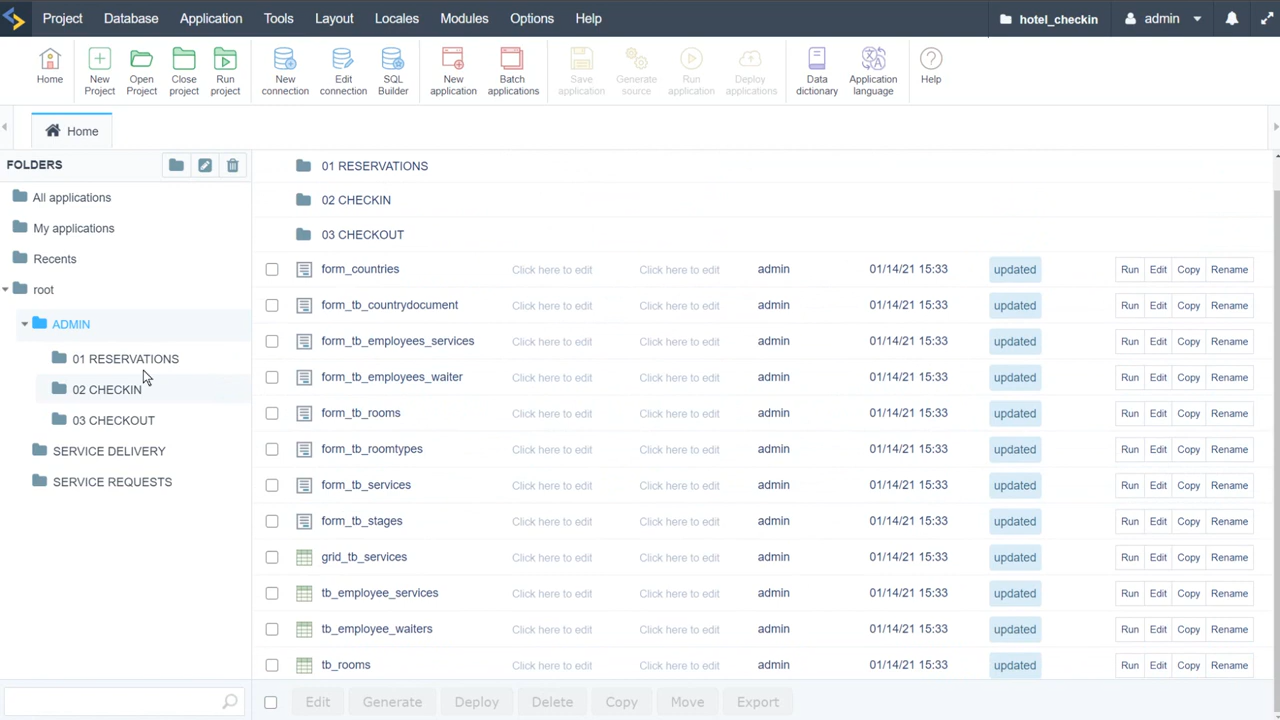 Project Database Application Tools Layout Locales Modules Options Help hotel_checkin admin
Home New Project Open Project Close project Run project New connection Edit connection SQL Builder New application Batch applications Save application Generate source Run application Deploy applications Data dictionary Application language Help
Home
FOLDERS
All applications
My applications
Recents
root
ADMIN
01 RESERVATIONS
02 CHECKIN
03 CHECKOUT
SERVICE DELIVERY
SERVICE REQUESTS
01 RESERVATIONS
02 CHECKIN
03 CHECKOUT
form_countries Click here to edit Click here to edit admin 01/14/21 15:33 updated Run Edit Copy Rename
form_tb_countrydocument Click here to edit Click here to edit admin 01/14/21 15:33 updated Run Edit Copy Rename
form_tb_employees_services Click here to edit Click here to edit admin 01/14/21 15:33 updated Run Edit Copy Rename
form_tb_employees_waiter Click here to edit Click here to edit admin 01/14/21 15:33 updated Run Edit Copy Rename
form_tb_rooms Click here to edit Click here to edit admin 01/14/21 15:33 updated Run Edit Copy Rename
form_tb_roomtypes Click here to edit Click here to edit admin 01/14/21 15:33 updated Run Edit Copy Rename
form_tb_services Click here to edit Click here to edit admin 01/14/21 15:33 updated Run Edit Copy Rename
form_tb_stages Click here to edit Click here to edit admin 01/14/21 15:33 updated Run Edit Copy Rename
grid_tb_services Click here to edit Click here to edit admin 01/14/21 15:33 updated Run Edit Copy Rename
tb_employee_services Click here to edit Click here to edit admin 01/14/21 15:33 updated Run Edit Copy Rename
tb_employee_waiters Click here to edit Click here to edit admin 01/14/21 15:33 updated Run Edit Copy Rename
tb_rooms Click here to edit Click here to edit admin 01/14/21 15:33 updated Run Edit Copy Rename
Edit Generate Deploy Delete Copy Move Export